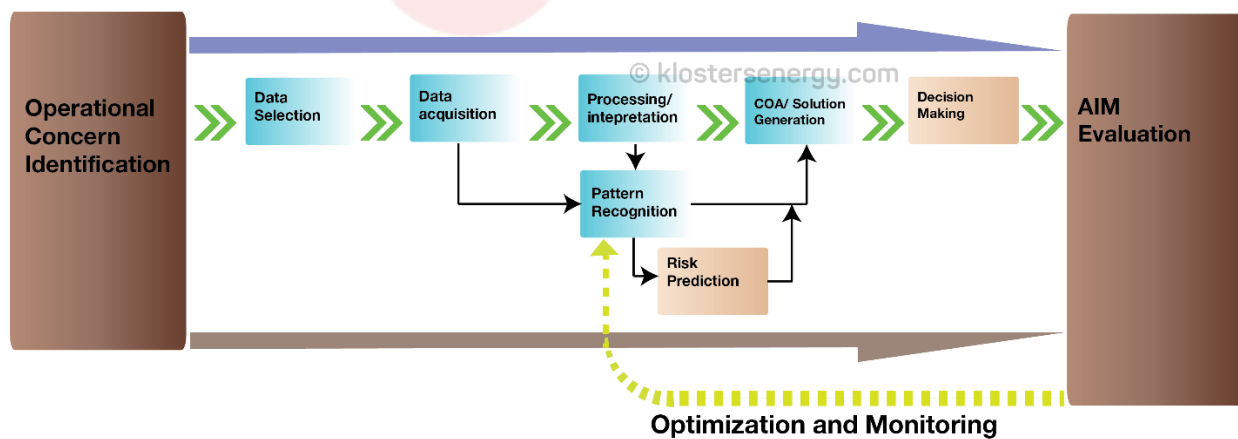 © klostersenergy.com
Operational
Concern
Identification
Data
Selection
Data
acquisition
Processing/
intepretation
COA/ Solution
Generation
Decision
Making
AIM
Evaluation
Pattern
Recognition
Risk
Prediction
Optimization and Monitoring